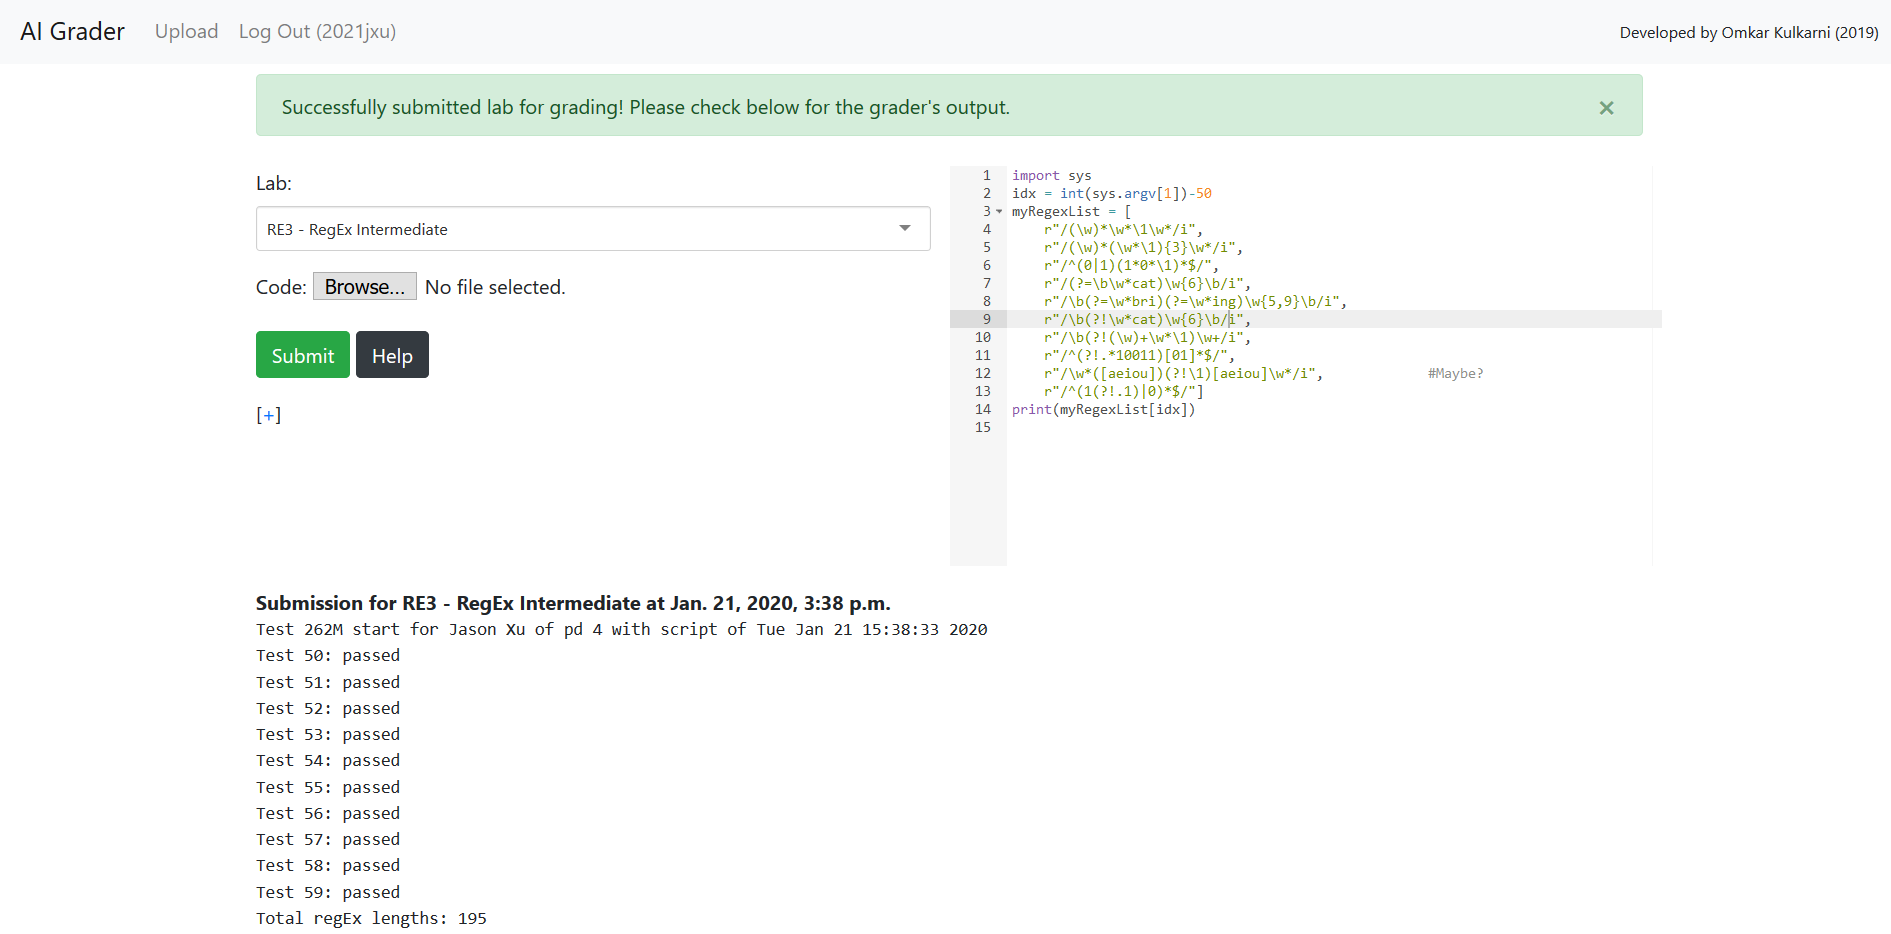 AI Grader Upload Log Out (2021jxu) Developed by Omkar Kulkarni (2019)
Successfully submitted lab for grading! Please check below for the grader's output. ×
Lab:
RE3 - RegEx Intermediate
Code: Browse... No file selected.
Submit Help
[+]
1 import sys
2 idx = int(sys.argv[1])-50
3 myRegexList = [
4 r"/(\w)*\w*\1\w*/i",
5 r"/(\w)*(\w*\1){3}\w*/i",
6 r"/^(0|1)(1*0*\1)*$/",
7 r"/(?=\b\w*cat)\w{6}\b/i",
8 r"/\b(?=\w*bri)(?=\w*ing)\w{5,9}\b/i",
9 r"/\b(?!\w*cat)\w{6}\b/i",
10 r"/\b(?!(\w)+\w*\1)\w+/i",
11 r"/^(?!.*10011)[01]*$/",
12 r"/\w*([aeiou])(?!\1)[aeiou]\w*/i", #Maybe?
13 r"/^(1(?!.1)|0)*$/"]
14 print(myRegexList[idx])
15
Submission for RE3 - RegEx Intermediate at Jan. 21, 2020, 3:38 p.m.
Test 262M start for Jason Xu of pd 4 with script of Tue Jan 21 15:38:33 2020
Test 50: passed
Test 51: passed
Test 52: passed
Test 53: passed
Test 54: passed
Test 55: passed
Test 56: passed
Test 57: passed
Test 58: passed
Test 59: passed
Total regEx lengths: 195